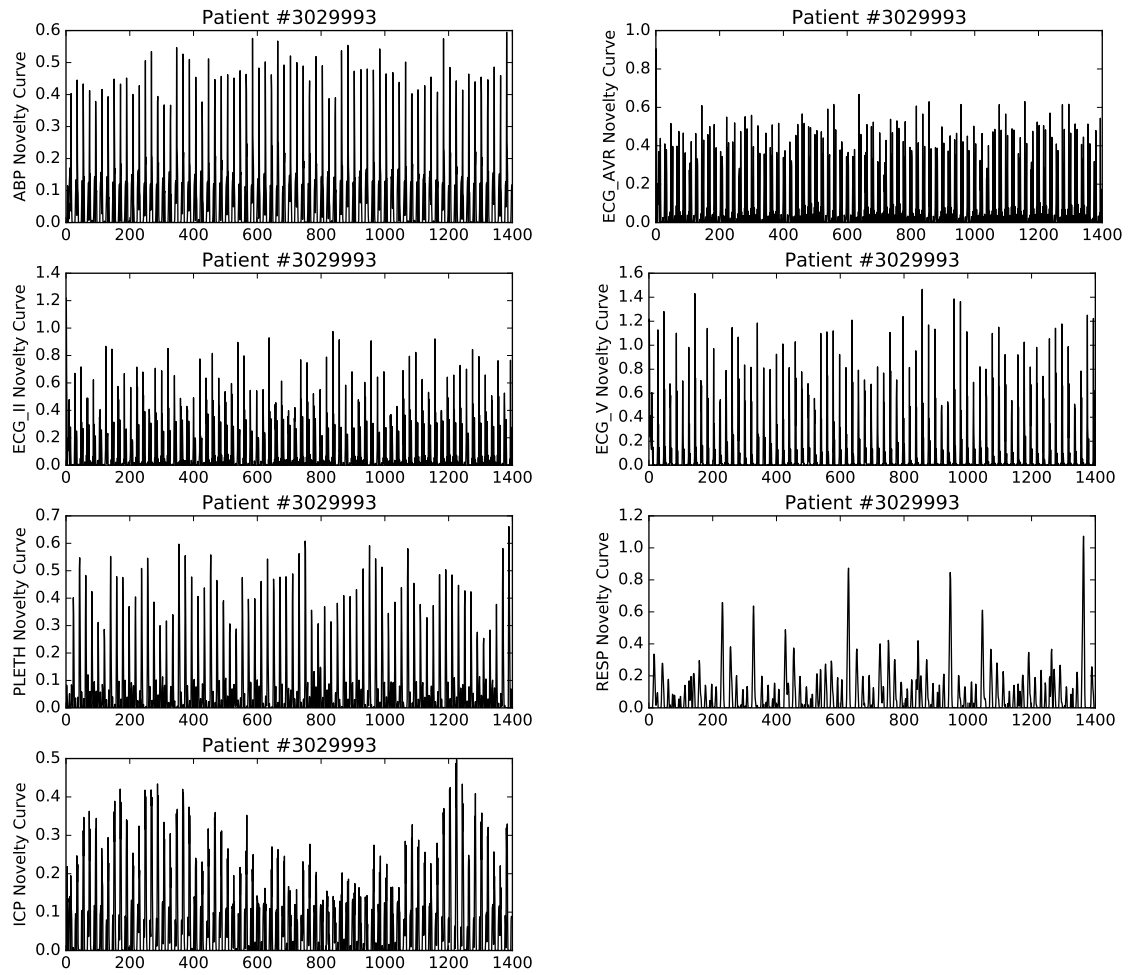 Patient #3029993
ABP Novelty Curve
0.6
0.5
0.4
0.3
0.2
0.1
0.0
0 200 400 600 800 1000 1200 1400
Patient #3029993
ECG_AVR Novelty Curve
1.0
0.8
0.6
0.4
0.2
0.0
0 200 400 600 800 1000 1200 1400
Patient #3029993
ECG_II Novelty Curve
1.4
1.2
1.0
0.8
0.6
0.4
0.2
0.0
0 200 400 600 800 1000 1200 1400
Patient #3029993
ECG_V Novelty Curve
1.6
1.4
1.2
1.0
0.8
0.6
0.4
0.2
0.0
0 200 400 600 800 1000 1200 1400
Patient #3029993
PLETH Novelty Curve
0.7
0.6
0.5
0.4
0.3
0.2
0.1
0.0
0 200 400 600 800 1000 1200 1400
Patient #3029993
RESP Novelty Curve
1.2
1.0
0.8
0.6
0.4
0.2
0.0
0 200 400 600 800 1000 1200 1400
Patient #3029993
ICP Novelty Curve
0.5
0.4
0.3
0.2
0.1
0.0
0 200 400 600 800 1000 1200 1400